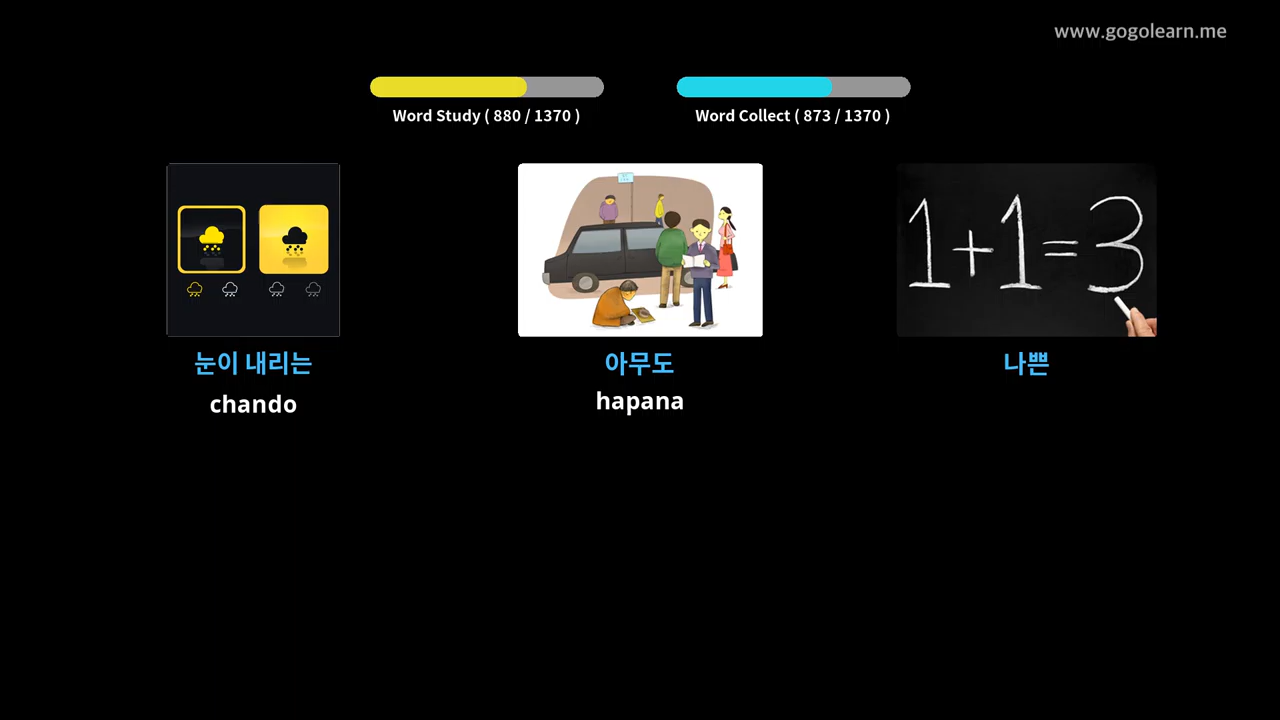 www.gogolearn.me
Word Study ( 880 / 1370 )
Word Collect ( 873 / 1370 )
1+1=3
눈이 내리는
아무도
나쁜
chando
hapana